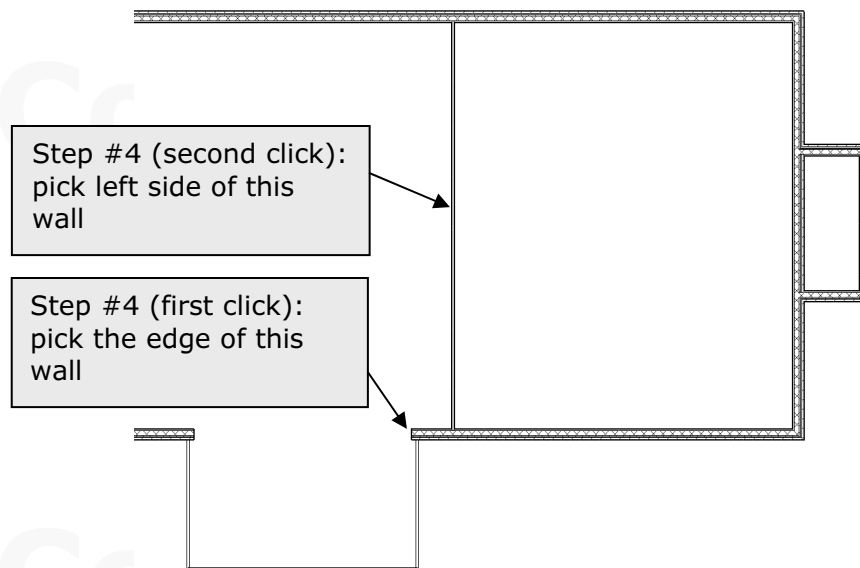 Step #4 (second click):
pick left side of this
wall
Step #4 (first click):
pick the edge of this
wall